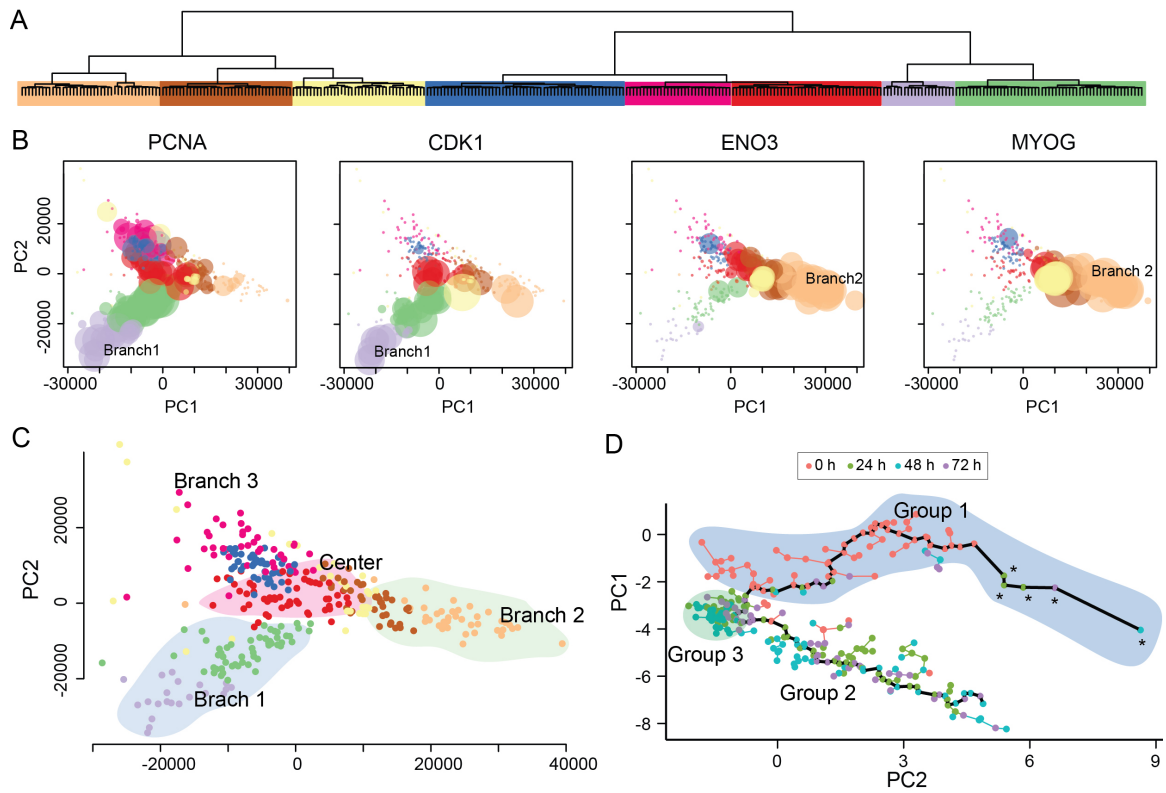 A
B
PCNA
CDK1
ENO3
MYOG
PC2
20000
0
-20000
Branch1
Branch1
Branch2
Branch 2
-30000 0 30000
-30000 0 30000
-30000 0 30000
-30000 0 30000
PC1
PC1
PC1
PC1
C
Branch 3
Center
Branch 2
Brach 1
PC2
20000
0
-20000
-20000 0 20000 40000
D
0 h 24 h 48 h 72 h
Group 1
Group 3
Group 2
* * * * *
PC1
0
-2
-4
-6
-8
0 3 6 9
PC2